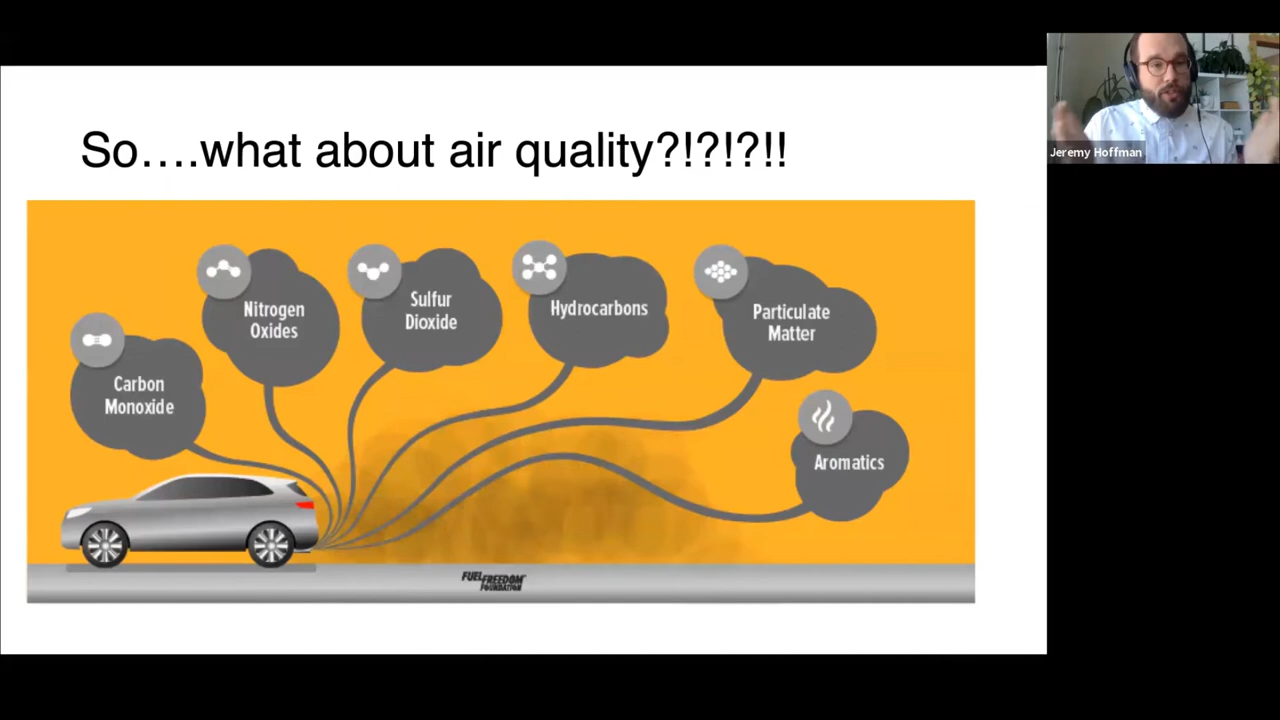 So….what about air quality?!?!?!!
Jeremy Hoffman
Nitrogen
Oxides
Sulfur
Dioxide
Hydrocarbons
Particulate
Matter
Carbon
Monoxide
Aromatics
FUEL FREEDOM
FOUNDATION